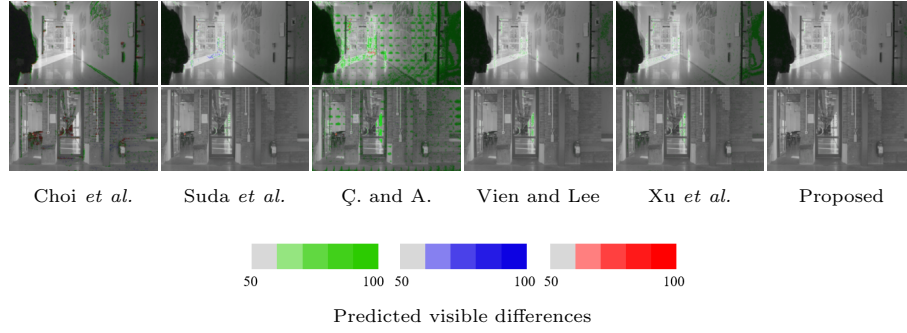 Choi et al. Suda et al. Ç. and A. Vien and Lee Xu et al. Proposed
50 100 50 100 50 100
Predicted visible differences